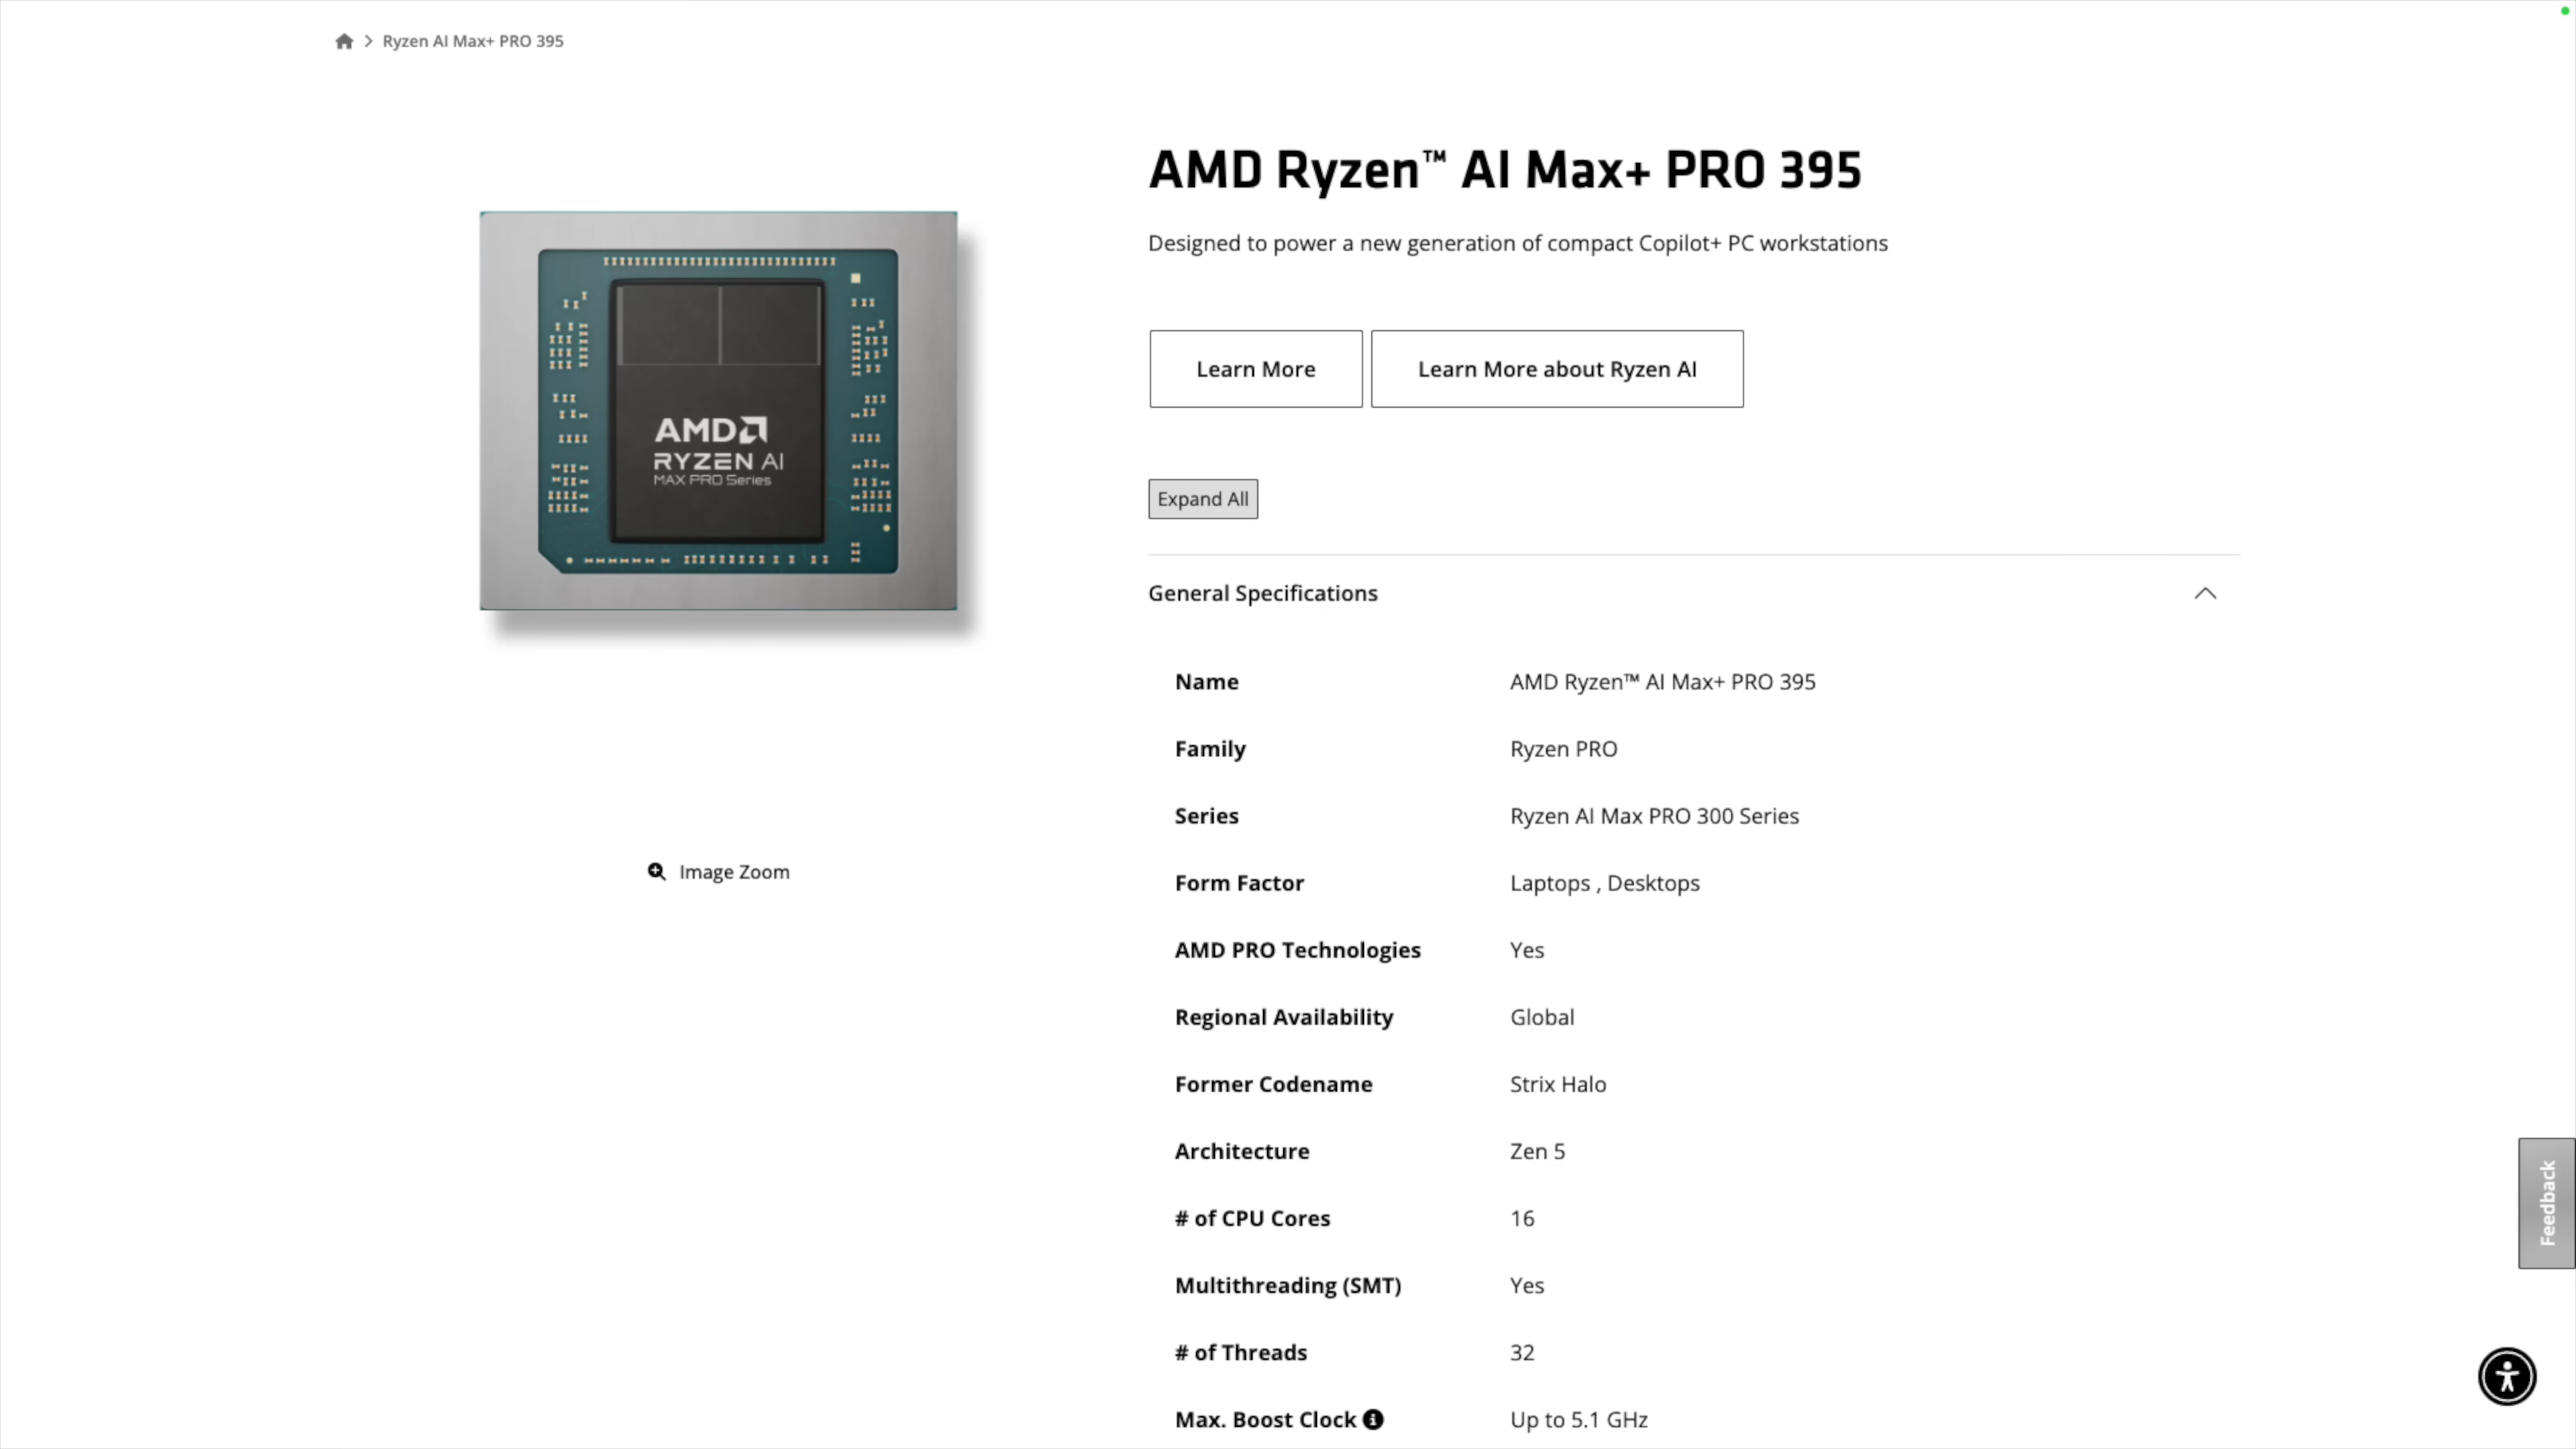 Ryzen AI Max+ PRO 395
AMD Ryzen™ AI Max+ PRO 395
Designed to power a new generation of compact Copilot+ PC workstations
Learn More
Learn More about Ryzen AI
Expand All
AMD
RYZEN AI
MAX PRO Series
Image Zoom
General Specifications
Name AMD Ryzen™ AI Max+ PRO 395
Family Ryzen PRO
Series Ryzen AI Max PRO 300 Series
Form Factor Laptops , Desktops
AMD PRO Technologies Yes
Regional Availability Global
Former Codename Strix Halo
Architecture Zen 5
# of CPU Cores 16
Multithreading (SMT) Yes
# of Threads 32
Max. Boost Clock Up to 5.1 GHz
Feedback